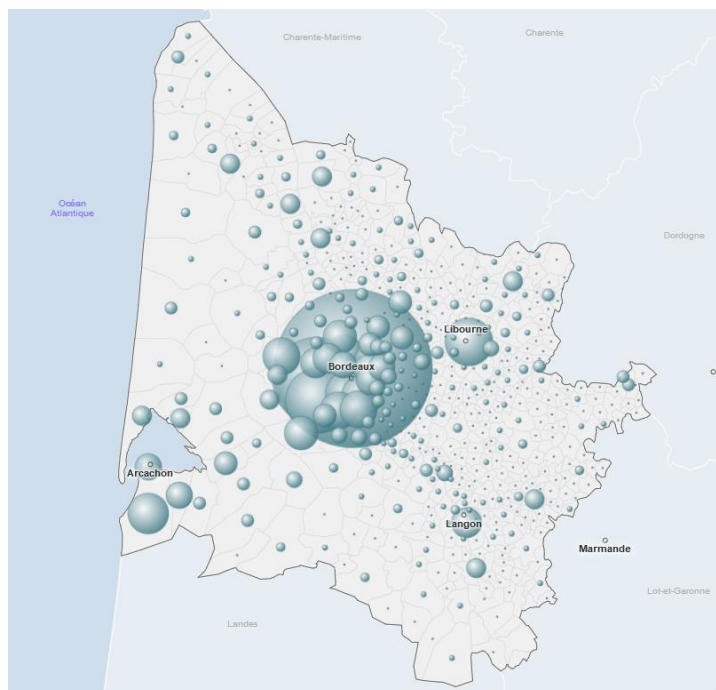 Charente-Maritime
Charente
Océan
Atlantique
Dordogne
Libourne
Bordeaux
Arcachon
Langon
Marmande
Lot-et-Garonne
Landes